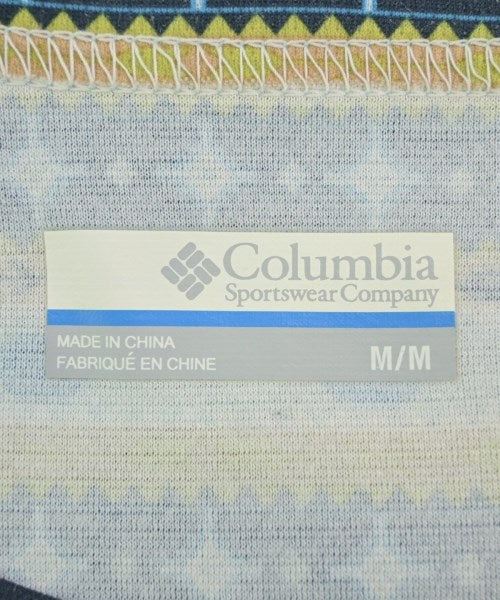 Columbia
Sportswear Company
MADE IN CHINA
FABRIQUÉ EN CHINE
M/M